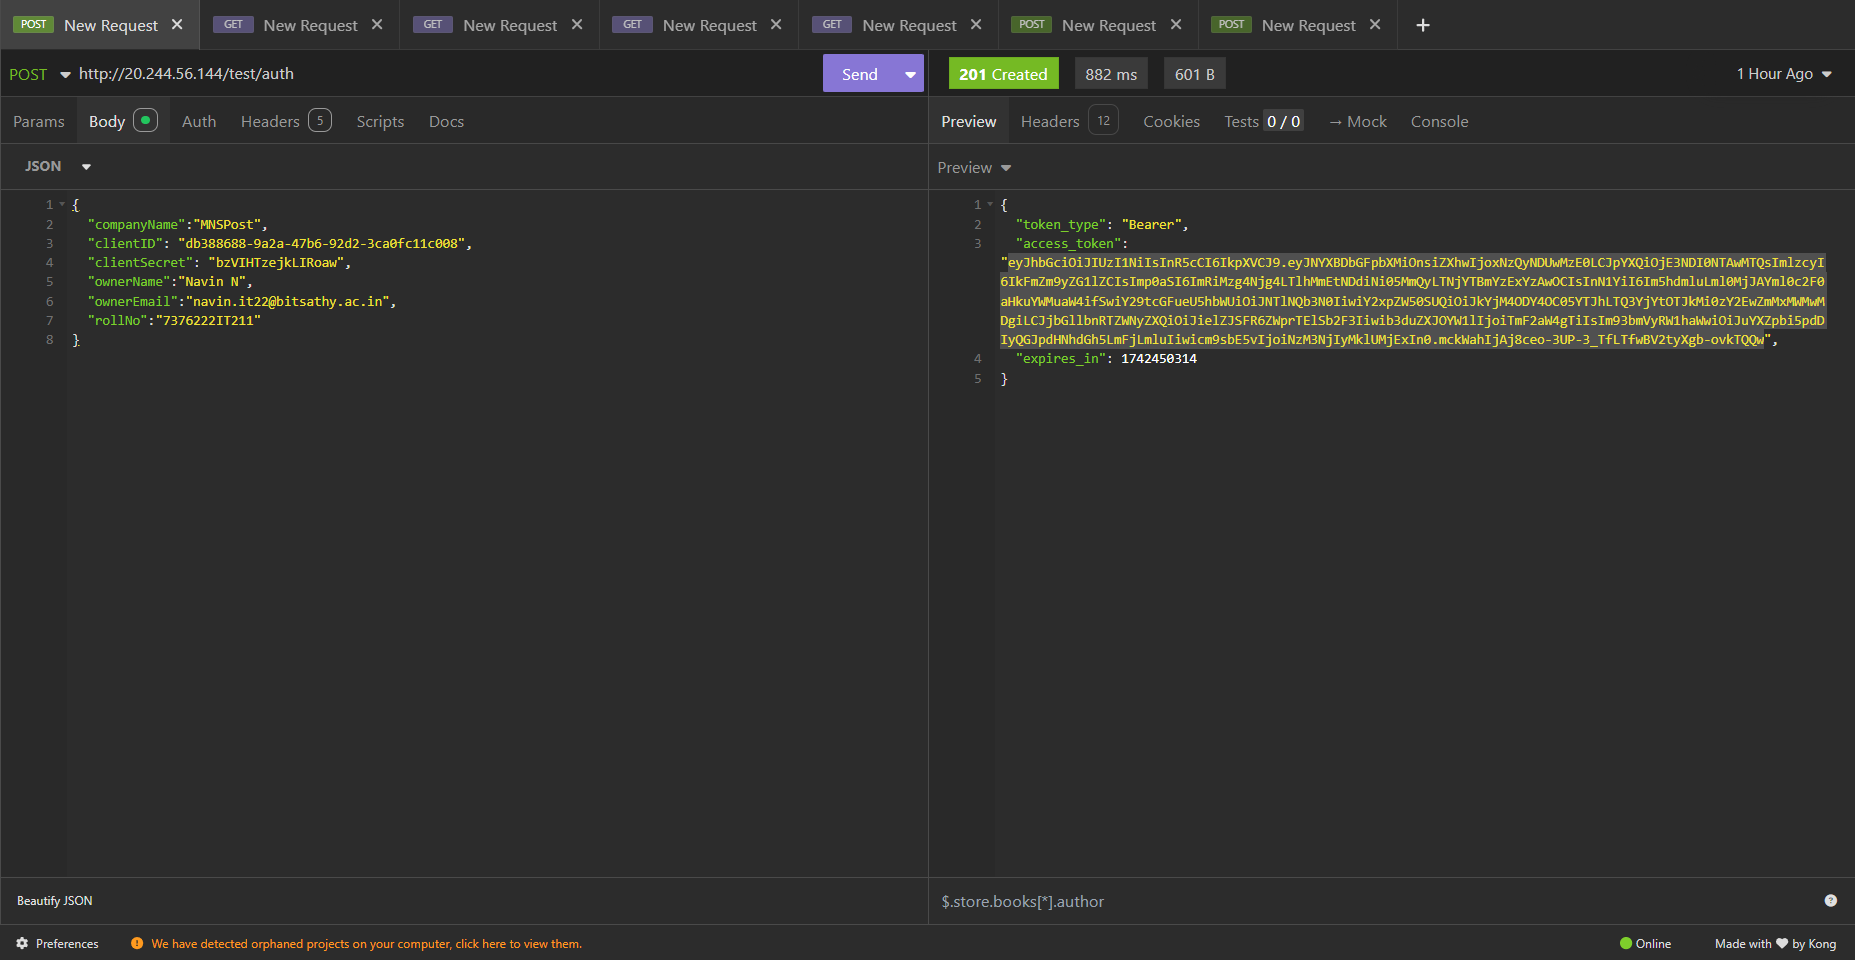 POST New Request × GET New Request × GET New Request × GET New Request × GET New Request × POST New Request × POST New Request × +
POST http://20.244.56.144/test/auth Send
201 Created 882 ms 601 B 1 Hour Ago
Params Body Auth Headers 5 Scripts Docs
Preview Headers 12 Cookies Tests 0 / 0 → Mock Console
JSON
Preview
1 {
2 "companyName":"MNSPost",
3 "clientID": "db388688-9a2a-47b6-92d2-3ca0fc11c008",
4 "clientSecret": "bzVIHTzejkLIRoaw",
5 "ownerName":"Navin N",
6 "ownerEmail":"navin.it22@bitsathy.ac.in",
7 "rollNo":"7376222IT211"
8 }
1 {
2 "token_type": "Bearer",
3 "access_token":
"eyJhbGciOiJIUzI1NiIsInR5cCI6IkpXVCJ9.eyJNYXBDbGFpbXMiOnsiZXhwIjoxNzQyNDUwMzE0LCJpYXQiOjE3NDI0NTAwMTQsImlzcyI
6IkFmZm9yZG1lZCIsImp0aSI6ImRiMzg4Njg4LTlhMmEtNDdiNi05MmQyLTNjYTBmYzExYzAwOCIsInN1YiI6Im5hdmluLml0MjJAYml0c2F0
aHkuYWMuaW4ifSwiY29tcGFueU5hbWUiOiJNTlNQb3N0IiwiY2xpZW50SUQiOiJkYjM4ODY4OC05YTJhLTQ3YjYtOTJkMi0zY2EwZmMxMWMwM
DgiLCJjbGllbnRTZWNyZXQiOiJielZJSFR6ZWprTElSb2F3Iiwib3duZXJOYW1lIjoiTmF2aW4gTiIsIm93bmVyRW1haWwiOiJuYXZpbi5pdD
IyQGJpdHNhdGh5LmFjLmluIiwicm9sbE5vIjoiNzM3NjIyMklUMjExIn0.mckWahIjAj8ceo-3UP-3_TfLTfwBV2tyXgb-ovkTQQw",
4 "expires_in": 1742450314
5 }
Beautify JSON
$.store.books[*].author
Preferences We have detected orphaned projects on your computer, click here to view them.
Online Made with ♥ by Kong